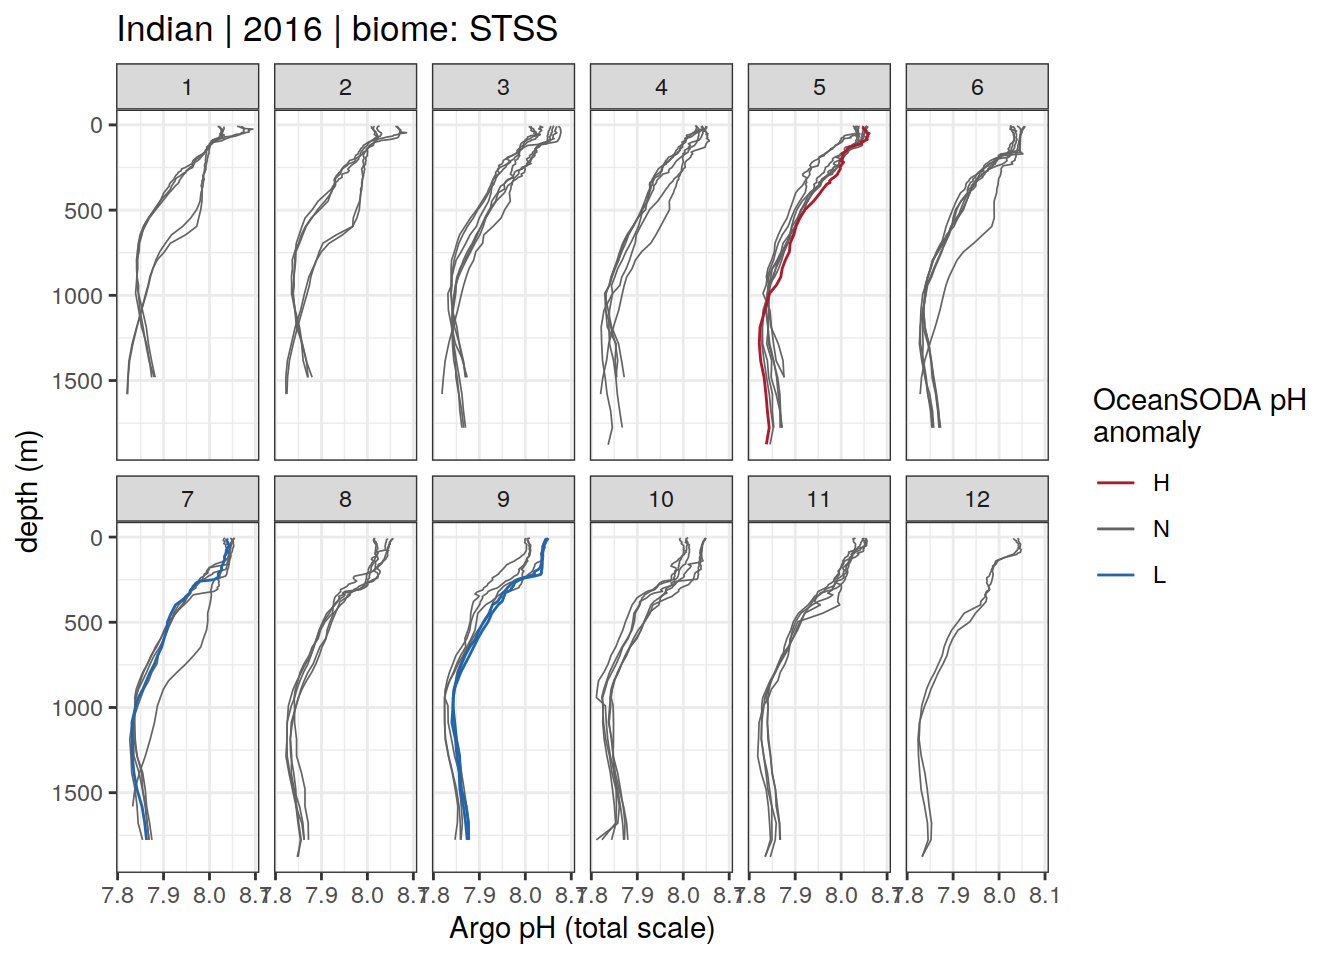 Indian | 2016 | biome: STSS
1 2 3 4 5 6
0
500
1000
1500
7 8 9 10 11 12
0
500
1000
1500
7.8 7.9 8.0 8.1 7.8 7.9 8.0 8.1 7.8 7.9 8.0 8.1 7.8 7.9 8.0 8.1 7.8 7.9 8.0 8.1 7.8 7.9 8.0 8.1
Argo pH (total scale)
depth (m)
OceanSODA pH
anomaly
H
N
L